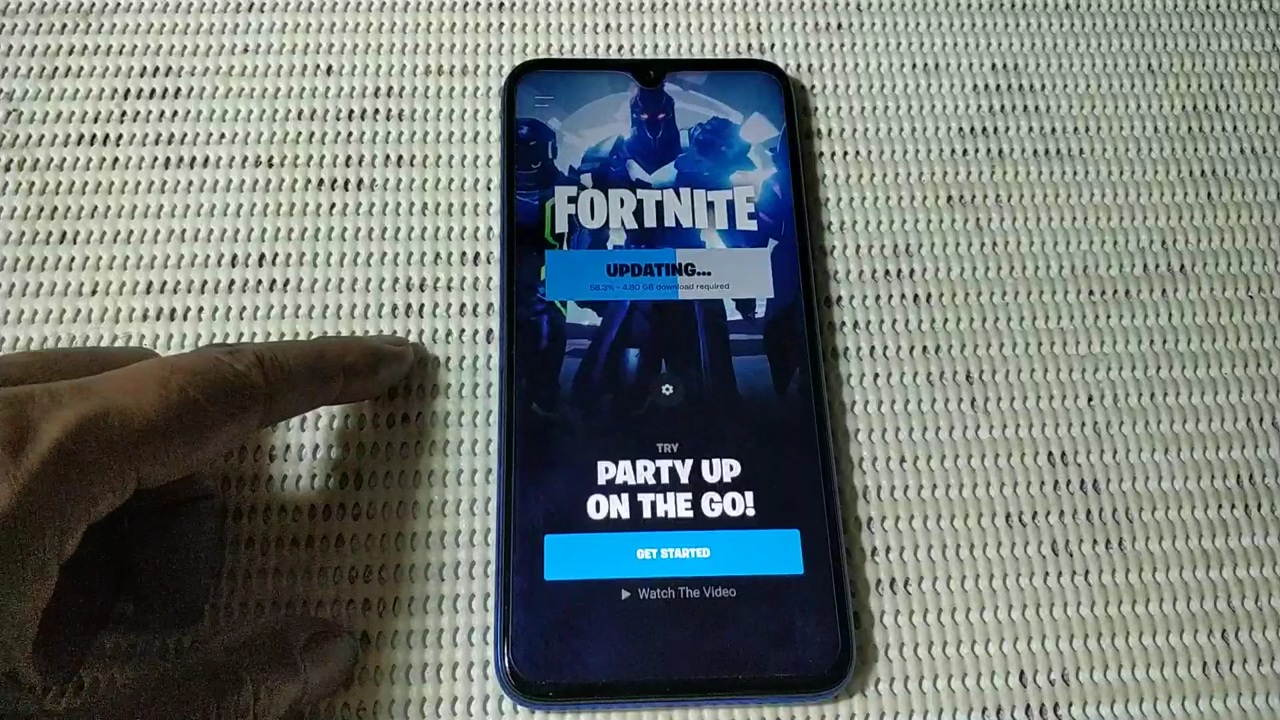 FORTNITE
UPDATING...
58.3% - 4.80 GB download required
TRY
PARTY UP
ON THE GO!
GET STARTED
Watch The Video